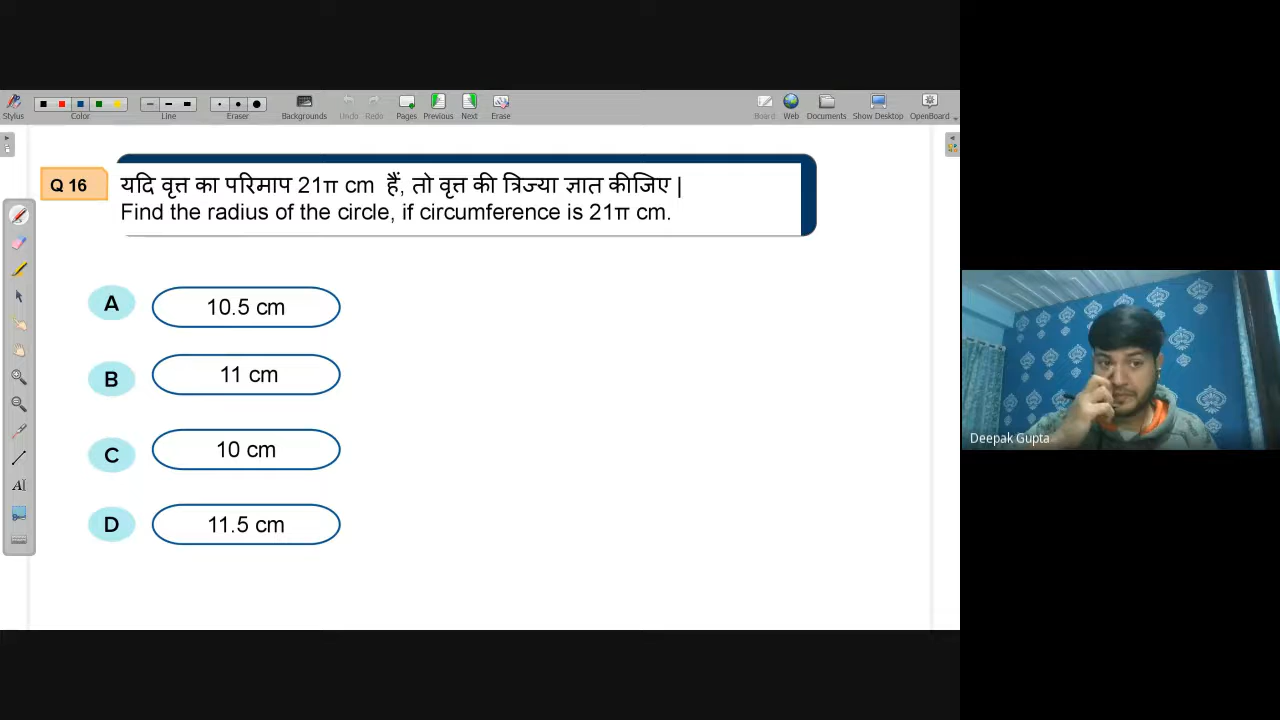 Stylus
Color
Line
Eraser
Backgrounds
Undo
Redo
Pages
Previous
Next
Erase
Board
Web
Documents
Show Desktop
OpenBoard
Q 16
यदि वृत्त का परिमाप 21π cm हैं, तो वृत्त की त्रिज्या ज्ञात कीजिए |
Find the radius of the circle, if circumference is 21π cm.
A
10.5 cm
B
11 cm
C
10 cm
D
11.5 cm
Deepak Gupta